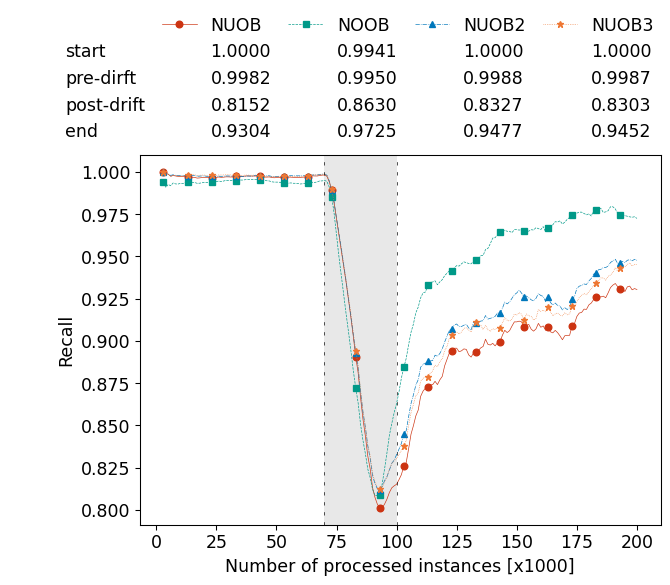 NUOB NOOB NUOB2 NUOB3
start 1.0000 0.9941 1.0000 1.0000
pre-dirft 0.9982 0.9950 0.9988 0.9987
post-drift 0.8152 0.8630 0.8327 0.8303
end 0.9304 0.9725 0.9477 0.9452
1.000
0.975
0.950
0.925
0.900
0.875
0.850
0.825
0.800
Recall
0 25 50 75 100 125 150 175 200
Number of processed instances [x1000]